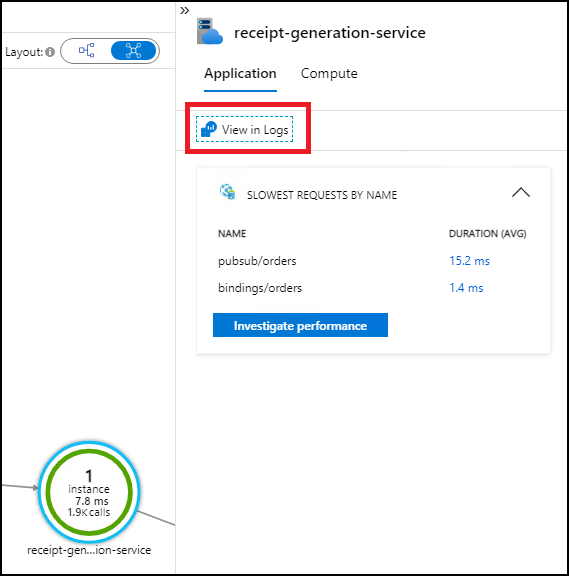 »
Layout:
receipt-generation-service
Application Compute
View in Logs
SLOWEST REQUESTS BY NAME
NAME DURATION (AVG)
pubsub/orders 15.2 ms
bindings/orders 1.4 ms
Investigate performance
1
instance
7.8 ms
1.9K calls
receipt-gen...ion-service